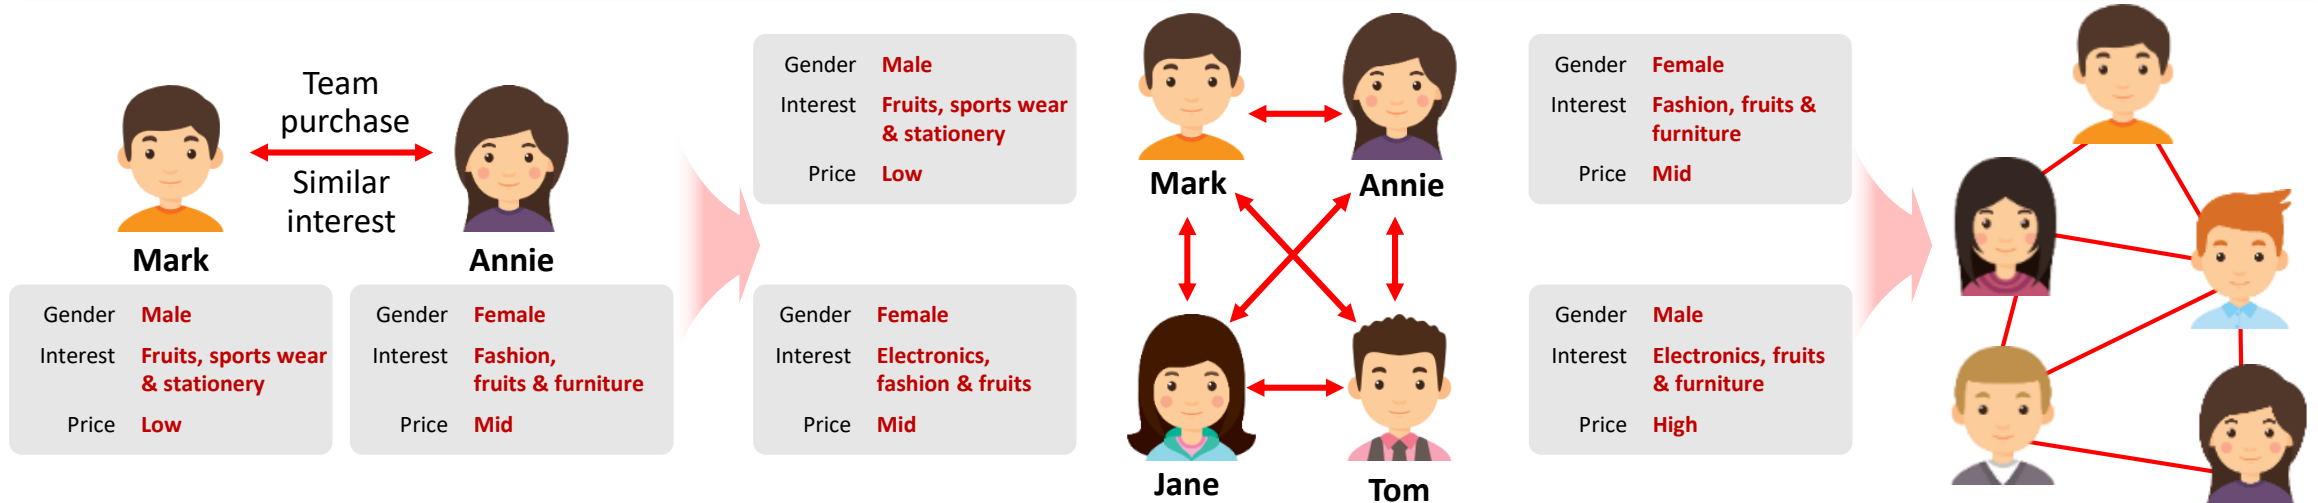 Team
purchase
Similar
interest
Mark
Annie
Gender Male
Interest Fruits, sports wear
& stationery
Price Low
Gender Female
Interest Fashion,
fruits & furniture
Price Mid
Gender Male
Interest Fruits, sports wear
& stationery
Price Low
Gender Female
Interest Electronics,
fashion & fruits
Price Mid
Mark
Annie
Jane
Tom
Gender Female
Interest Fashion, fruits &
furniture
Price Mid
Gender Male
Interest Electronics, fruits
& furniture
Price High